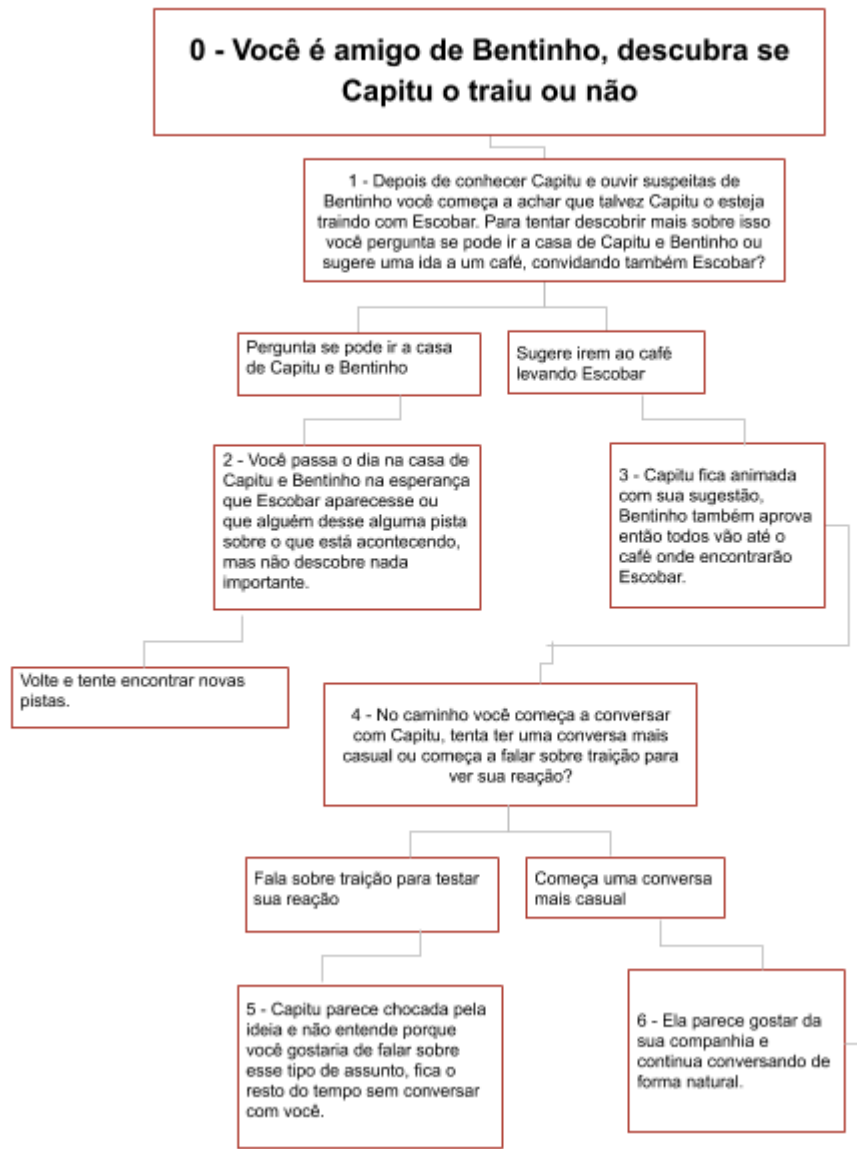 0 - Você é amigo de Bentinho, descubra se
Capitu o traiu ou não
1 - Depois de conhecer Capitu e ouvir suspeitas de
Bentinho você começa a achar que talvez Capitu o esteja
traindo com Escobar. Para tentar descobrir mais sobre isso
você pergunta se pode ir a casa de Capitu e Bentinho ou
sugere uma ida a um café, convidando também Escobar?
Pergunta se pode ir a casa
de Capitu e Bentinho
Sugere irem ao café
levando Escobar
2 - Você passa o dia na casa de
Capitu e Bentinho na esperança
que Escobar aparecesse ou
que alguém desse alguma pista
sobre o que está acontecendo,
mas não descobre nada
importante.
3 - Capitu fica animada
com sua sugestão,
Bentinho também aprova
então todos vão até o
café onde encontrarão
Escobar.
Volte e tente encontrar novas
pistas.
4 - No caminho você começa a conversar
com Capitu, tenta ter uma conversa mais
casual ou começa a falar sobre traição para
ver sua reação?
Fala sobre traição para testar
sua reação
Começa uma conversa
mais casual
5 - Capitu parece chocada pela
ideia e não entende porque
você gostaria de falar sobre
esse tipo de assunto, fica o
resto do tempo sem conversar
com você.
6 - Ela parece gostar da
sua companhia e
continua conversando de
forma natural.